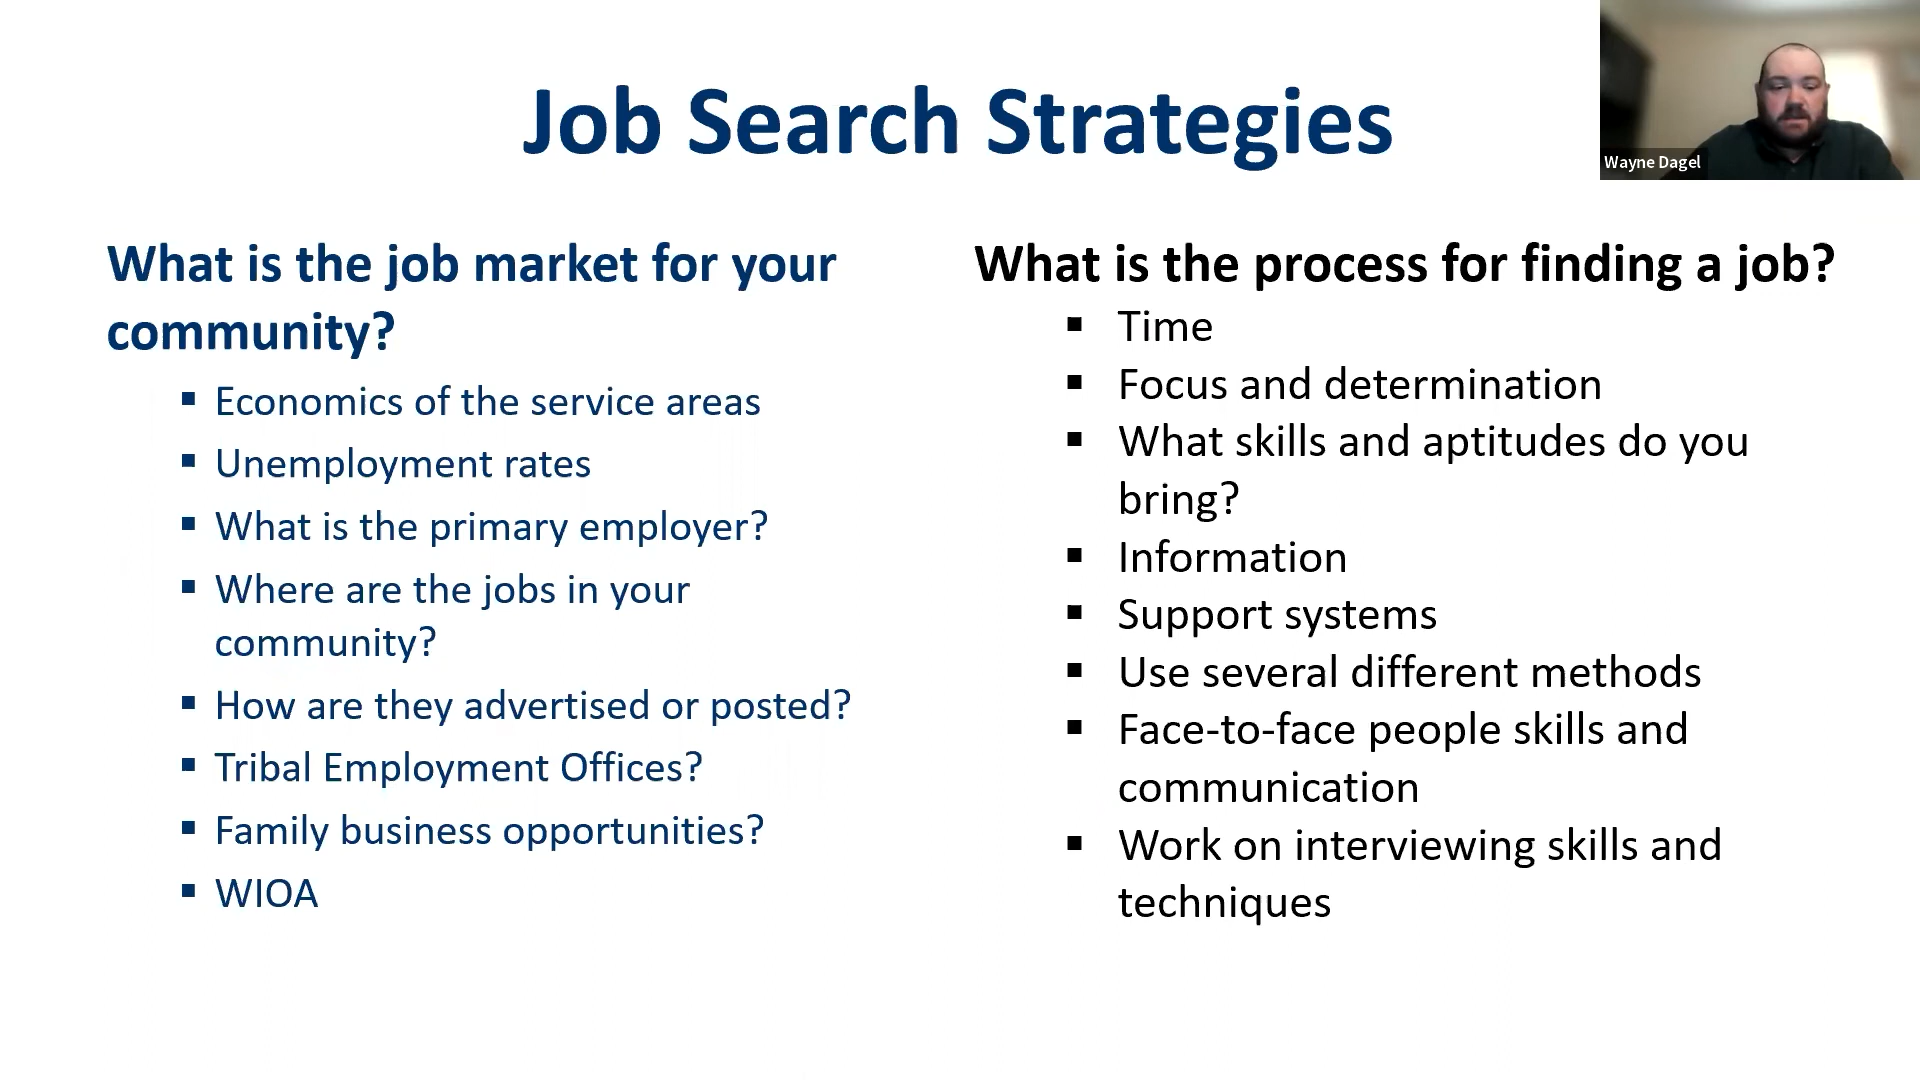 Job Search Strategies
Wayne Dagel
What is the job market for your
community?
▪ Economics of the service areas
▪ Unemployment rates
▪ What is the primary employer?
▪ Where are the jobs in your
community?
▪ How are they advertised or posted?
▪ Tribal Employment Offices?
▪ Family business opportunities?
▪ WIOA
What is the process for finding a job?
▪ Time
▪ Focus and determination
▪ What skills and aptitudes do you
bring?
▪ Information
▪ Support systems
▪ Use several different methods
▪ Face-to-face people skills and
communication
▪ Work on interviewing skills and
techniques